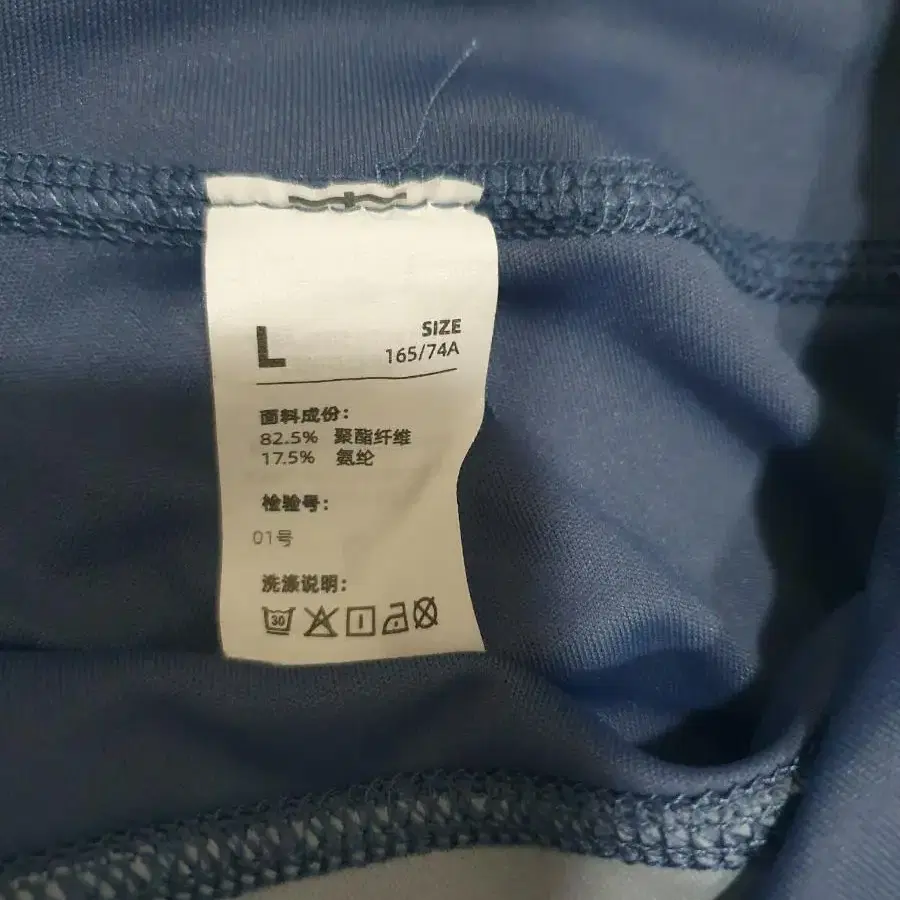 L
SIZE
165/74A
面料成份：
82.5% 聚酯纤维
17.5% 氨纶
检验号：
01号
洗涤说明：
30